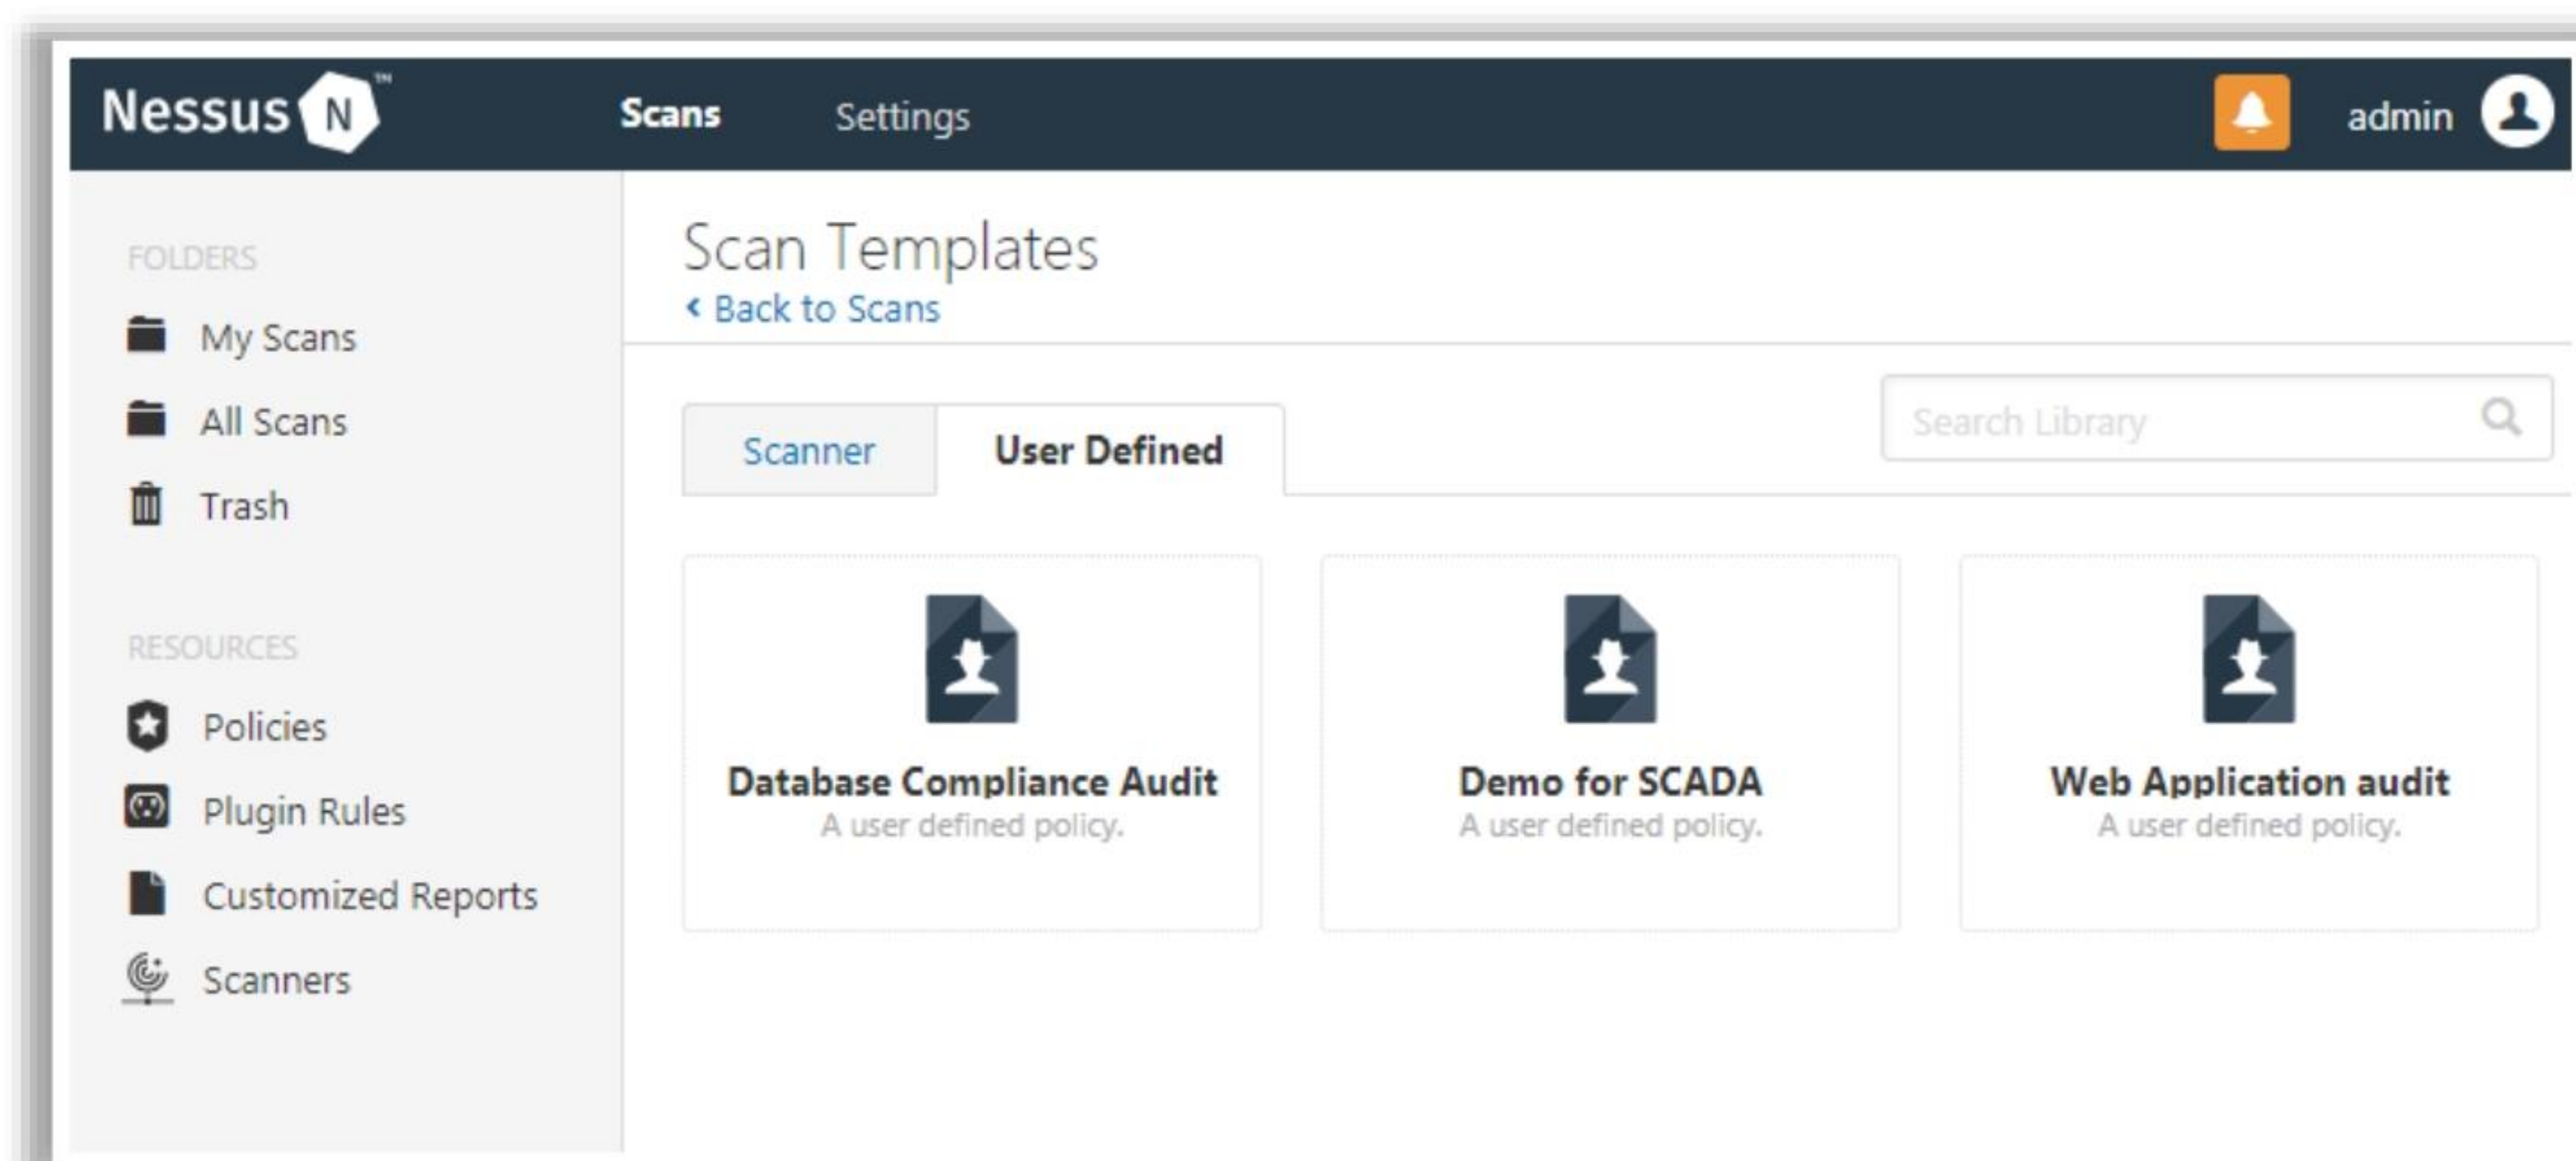 Nessus N ™
Scans Settings admin
FOLDERS
My Scans
All Scans
Trash
RESOURCES
Policies
Plugin Rules
Customized Reports
Scanners
Scan Templates
Back to Scans
Scanner User Defined
Search Library
Database Compliance Audit
A user defined policy.
Demo for SCADA
A user defined policy.
Web Application audit
A user defined policy.